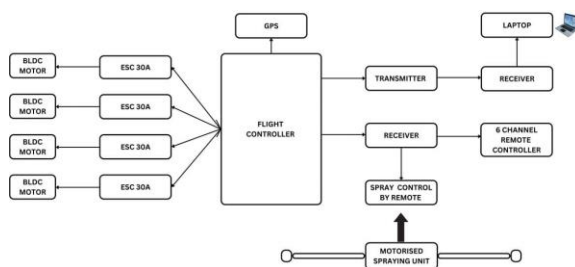 GPS
LAPTOP
BLDC
MOTOR
ESC 30A
TRANSMITTER
RECEIVER
BLDC
MOTOR
ESC 30A
FLIGHT
CONTROLLER
RECEIVER
6 CHANNEL
REMOTE
CONTROLLER
BLDC
MOTOR
ESC 30A
BLDC
MOTOR
ESC 30A
SPRAY CONTROL
BY REMOTE
MOTORISED
SPRAYING UNIT